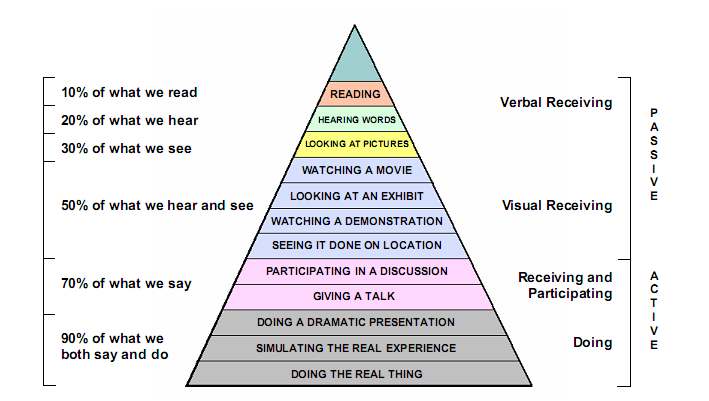 10% of what we read
20% of what we hear
30% of what we see
50% of what we hear and see
70% of what we say
90% of what we
both say and do
READING
HEARING WORDS
LOOKING AT PICTURES
WATCHING A MOVIE
LOOKING AT AN EXHIBIT
WATCHING A DEMONSTRATION
SEEING IT DONE ON LOCATION
PARTICIPATING IN A DISCUSSION
GIVING A TALK
DOING A DRAMATIC PRESENTATION
SIMULATING THE REAL EXPERIENCE
DOING THE REAL THING
Verbal Receiving
Visual Receiving
Receiving and
Participating
Doing
PASSIVE
ACTIVE